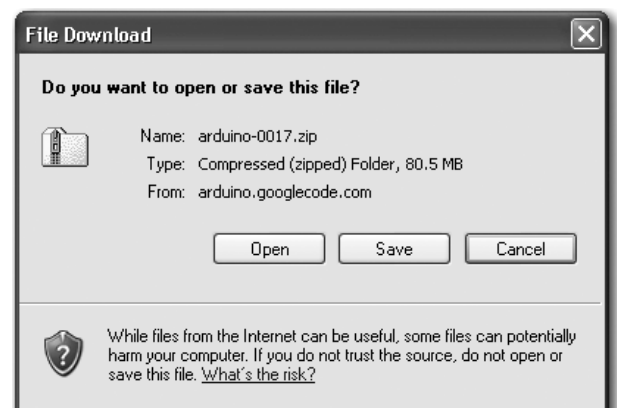 File Download
Do you want to open or save this file?
Name: arduino-0017.zip
Type: Compressed (zipped) Folder, 80.5 MB
From: arduino.googlecode.com
Open Save Cancel
While files from the Internet can be useful, some files can potentially
harm your computer. If you do not trust the source, do not open or
save this file. What's the risk?